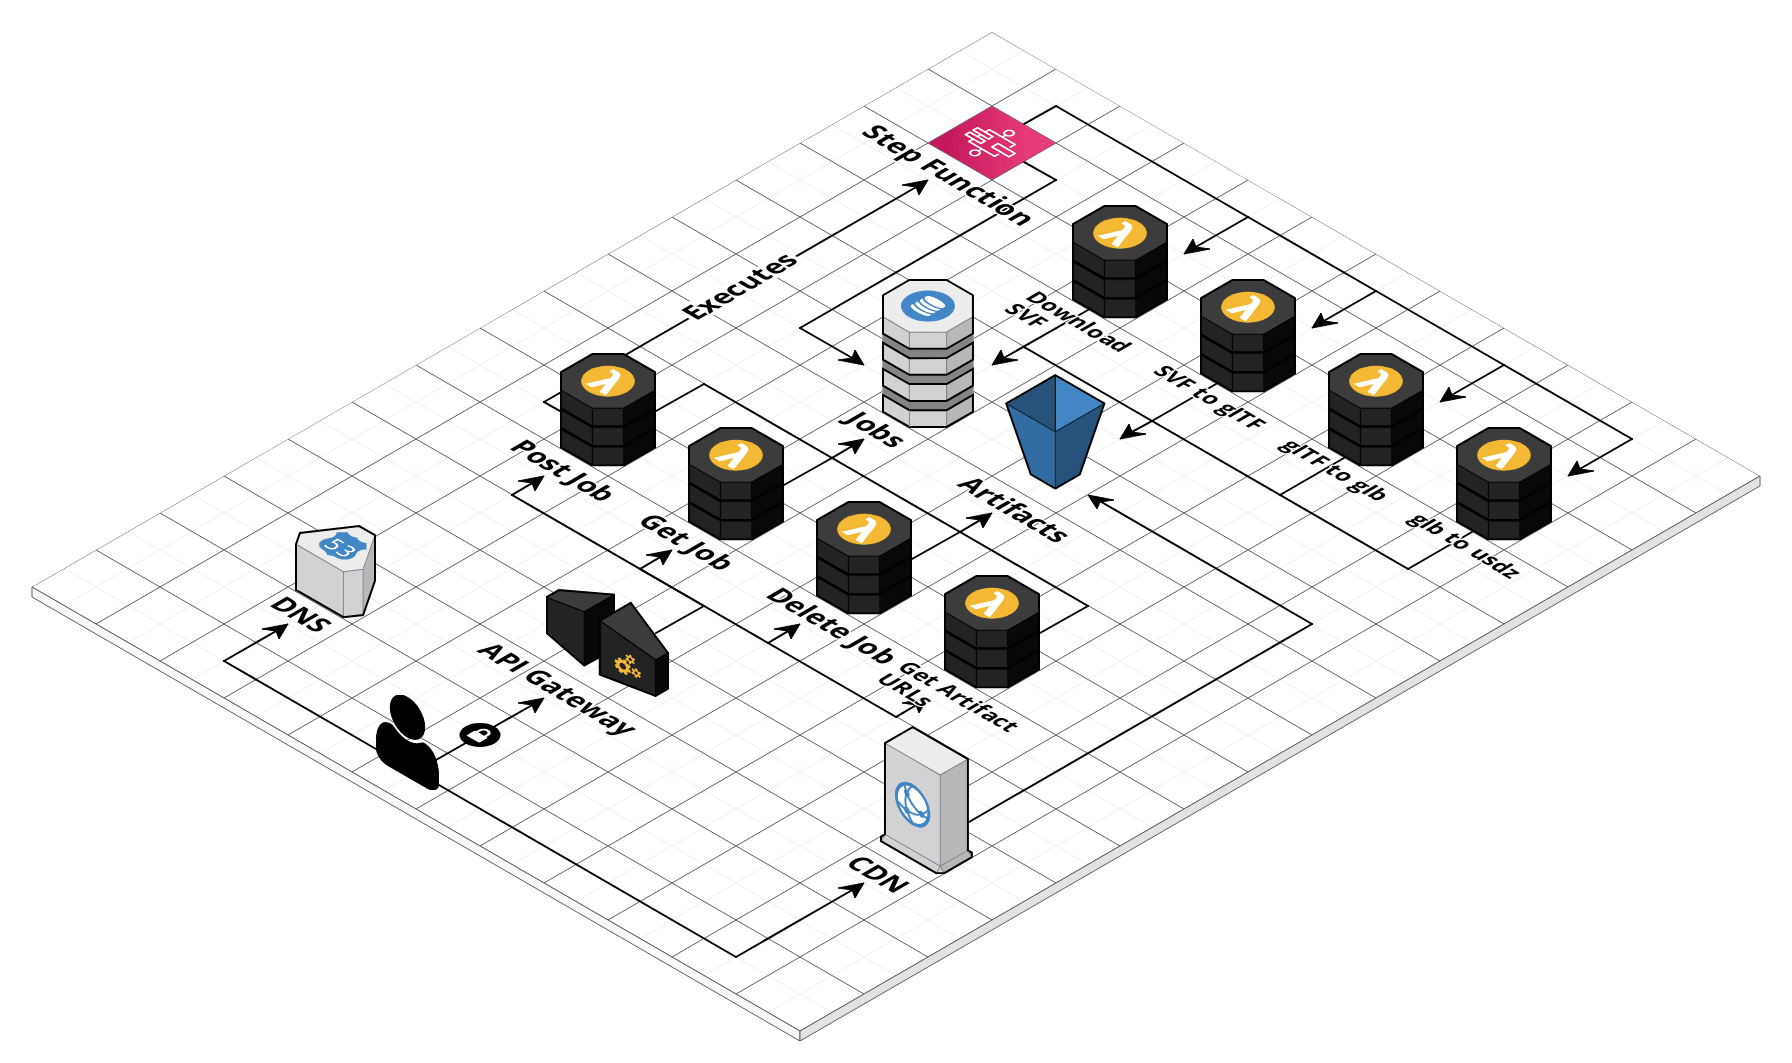 Step Function
Executes
Download
SVF
SVF to glTF
glTF to glb
glb to usdz
Jobs
Artifacts
Post Job
Get Job
Delete Job
Get Artifact
URLs
53
DNS
API Gateway
CDN